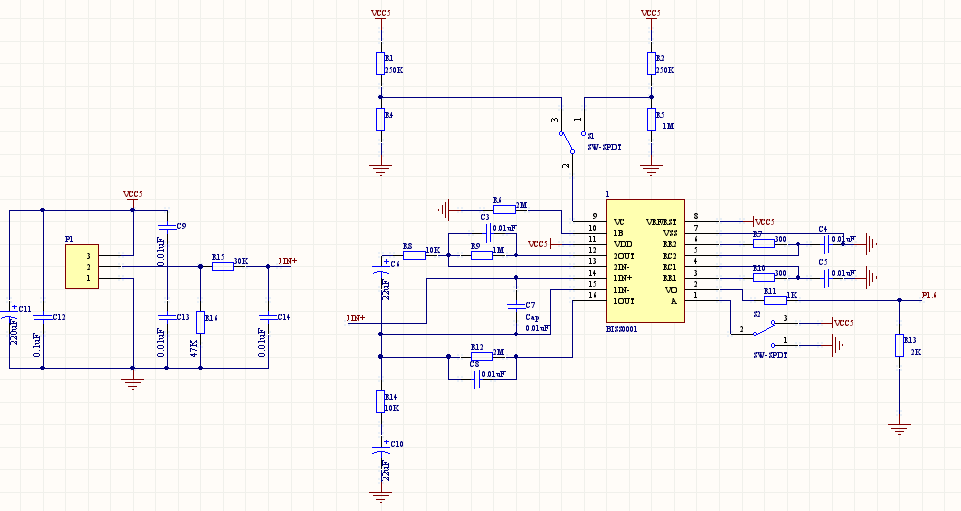 VCC5
VCC5
R1
250K
R2
250K
R4
R5
1M
3
1
S1
SW-SPDT
2
VCC5
R6
2M
1
C3
0.01uF
9
VC
VRF/RST
8
VCC5
10
1B
VSS
7
11
VDD
RR2
6
12
2OUT
RC2
5
13
2IN-
RC1
4
14
1IN+
RR1
3
15
1IN-
VO
2
16
1OUT
A
1
BISS0001
VCC5
R7
300
C4
0.01uF
R10
300
C5
0.01uF
R11
1K
P1.6
S2
2
3
VCC5
1
SW-SPDT
R13
2K
P1
3
2
1
C9
0.01uF
R15
30K
1IN+
R8
10K
R9
1M
C6
22uF
C7
Cap
0.01uF
1IN+
C11
220uF
C12
0.1uF
C13
0.01uF
R16
47K
C14
0.01uF
R12
2M
C8
0.01uF
R14
10K
C10
22uF